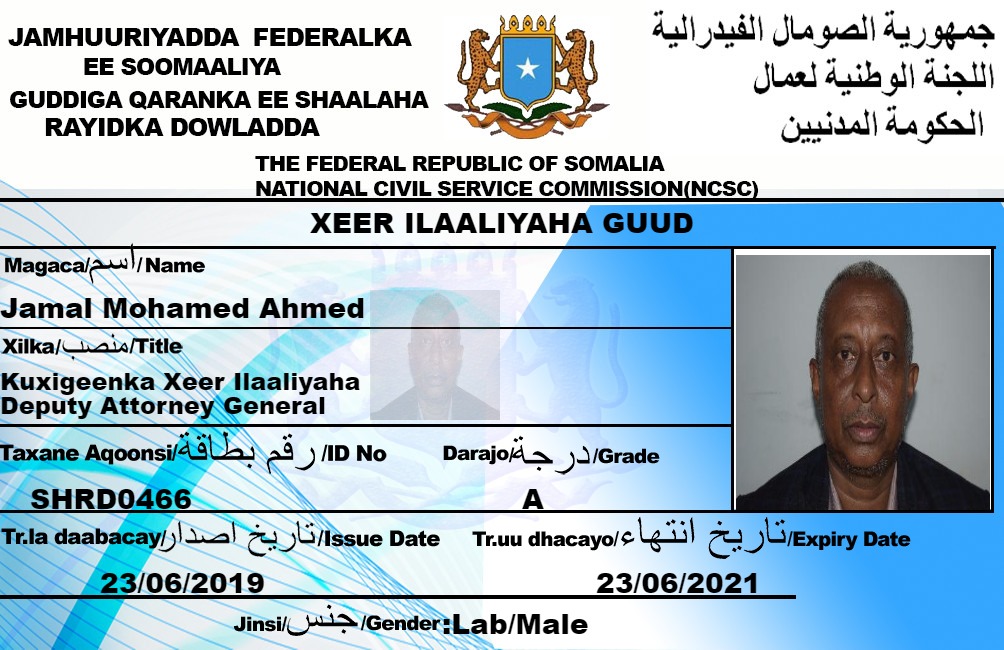 JAMHUURIYADDA FEDERALKA
EE SOOMAALIYA
GUDDIGA QARANKA EE SHAALAHA
RAYIDKA DOWLADDA
جمهورية الصومال الفيدرالية
اللجنة الوطنية لعمال
الحكومة المدنيين
THE FEDERAL REPUBLIC OF SOMALIA
NATIONAL CIVIL SERVICE COMMISSION(NCSC)
XEER ILAALIYAHA GUUD
Magaca/أسم/Name
Jamal Mohamed Ahmed
Xilka/منصب/Title
Kuxigeenka Xeer Ilaaliyaha
Deputy Attorney General
Taxane Aqoonsi/رقم بطاقة/ID No
Darajo/درجة/Grade
SHRD0466
A
Tr.la daabacay/تاريخ اصدار/Issue Date
Tr.uu dhacayo/تاريخ انتهاء/Expiry Date
23/06/2019
23/06/2021
Jinsi/جنس/Gender:Lab/Male